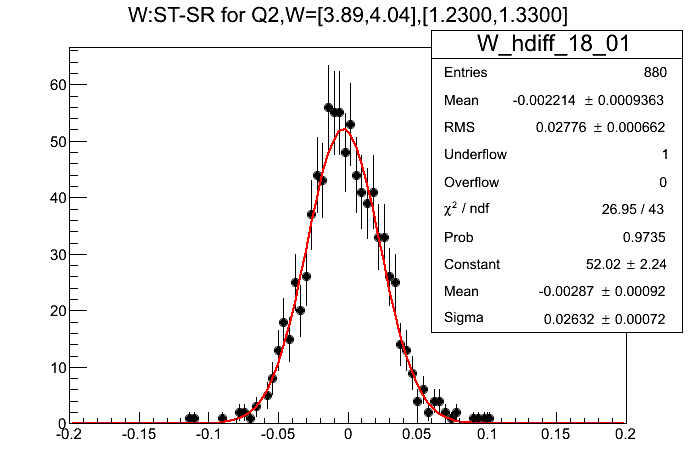 W:ST-SR for Q2,W=[3.89,4.04],[1.2300,1.3300]
W_hdiff_18_01
Entries 880
Mean -0.002214 ± 0.0009363
RMS 0.02776 ± 0.000662
Underflow 1
Overflow 0
χ² / ndf 26.95 / 43
Prob 0.9735
Constant 52.02 ± 2.24
Mean -0.00287 ± 0.00092
Sigma 0.02632 ± 0.00072
60
50
40
30
20
10
0
-0.2 -0.15 -0.1 -0.05 0 0.05 0.1 0.15 0.2